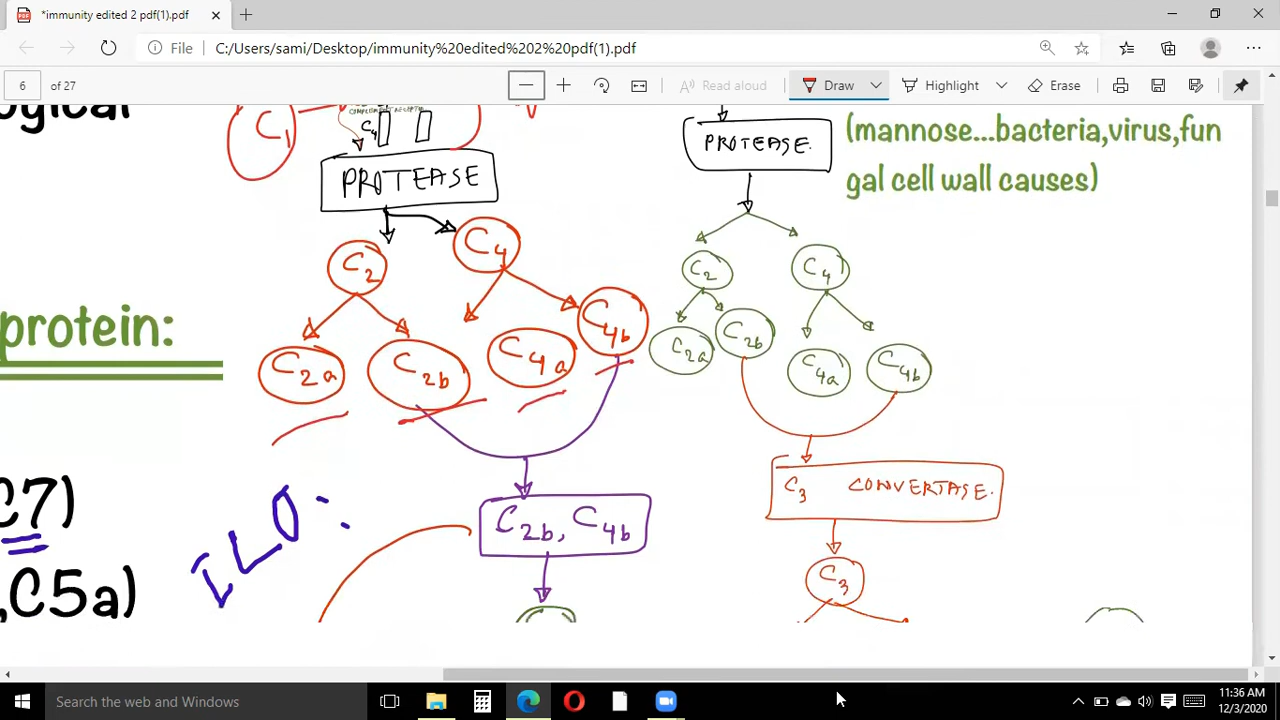 *immunity edited 2 pdf(1).pdf
File
C:/Users/sami/Desktop/immunity%20edited%202%20pdf(1).pdf
6
of 27
Read aloud
Draw
Highlight
Erase
C1
C4
PROTEASE
PROTEASE.
(mannose...bacteria,virus,fun
gal cell wall causes)
C2
C4
C2
C4
protein:
C4b
C2a
C2b
C4a
C2a
C2b
C4a
C4b
C7)
ILO:
C2b, C4b
C3 CONVERTASE.
,C5a)
C3
Search the web and Windows
11:36 AM
12/3/2020